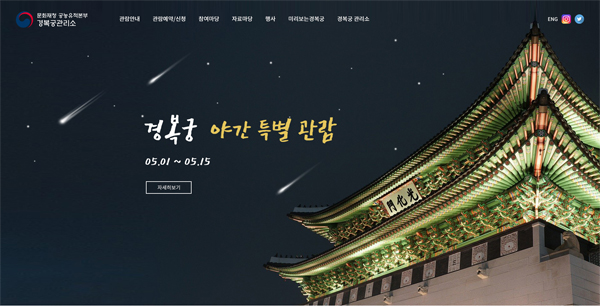 문화재청 궁능유적본부
경복궁관리소
관람안내 관람예약/신청 참여마당 자료마당 행사 미리보는경복궁 경복궁 관리소
ENG
경복궁 야간 특별 관람
05.01 ~ 05.15
자세히보기
門化光